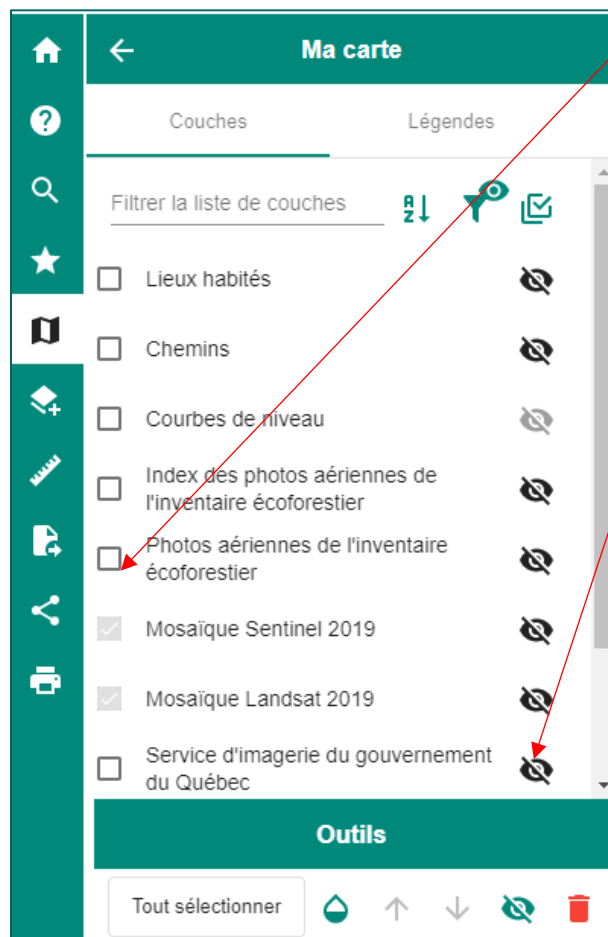 Ma carte
Couches Légendes
Filtrer la liste de couches
Lieux habités
Chemins
Courbes de niveau
Index des photos aériennes de
l'inventaire écoforestier
Photos aériennes de l'inventaire
écoforestier
Mosaïque Sentinel 2019
Mosaïque Landsat 2019
Service d'imagerie du gouvernement
du Québec
Outils
Tout sélectionner